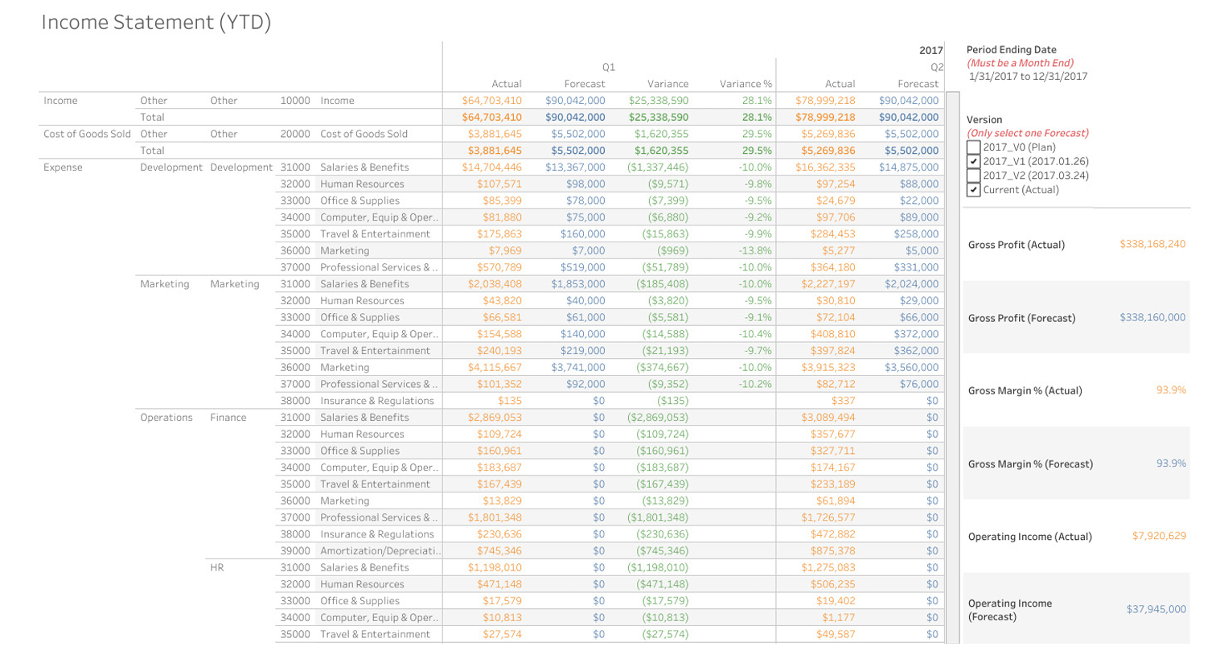 Income Statement (YTD)
2017
Q1 Q2
Actual Forecast Variance Variance % Actual Forecast
Income Other Other 10000 Income $64,703,410 $90,042,000 $25,338,590 28.1% $78,999,218 $90,042,000
Total $64,703,410 $90,042,000 $25,338,590 28.1% $78,999,218 $90,042,000
Cost of Goods Sold Other Other 20000 Cost of Goods Sold $3,881,645 $5,502,000 $1,620,355 29.5% $5,269,836 $5,502,000
Total $3,881,645 $5,502,000 $1,620,355 29.5% $5,269,836 $5,502,000
Expense Development Development 31000 Salaries & Benefits $14,704,446 $13,367,000 ($1,337,446) -10.0% $16,362,335 $14,875,000
32000 Human Resources $107,571 $98,000 ($9,571) -9.8% $97,254 $88,000
33000 Office & Supplies $85,399 $78,000 ($7,399) -9.5% $24,679 $22,000
34000 Computer, Equip & Oper.. $81,880 $75,000 ($6,880) -9.2% $97,706 $89,000
35000 Travel & Entertainment $175,863 $160,000 ($15,863) -9.9% $284,453 $258,000
36000 Marketing $7,969 $7,000 ($969) -13.8% $5,277 $5,000
37000 Professional Services & .. $570,789 $519,000 ($51,789) -10.0% $364,180 $331,000
Marketing Marketing 31000 Salaries & Benefits $2,038,408 $1,853,000 ($185,408) -10.0% $2,227,197 $2,024,000
32000 Human Resources $43,820 $40,000 ($3,820) -9.5% $30,810 $29,000
33000 Office & Supplies $66,581 $61,000 ($5,581) -9.1% $72,104 $66,000
34000 Computer, Equip & Oper.. $154,588 $140,000 ($14,588) -10.4% $408,810 $372,000
35000 Travel & Entertainment $240,193 $219,000 ($21,193) -9.7% $397,824 $362,000
36000 Marketing $4,115,667 $3,741,000 ($374,667) -10.0% $3,915,323 $3,560,000
37000 Professional Services & .. $101,352 $92,000 ($9,352) -10.2% $82,712 $76,000
38000 Insurance & Regulations $135 $0 ($135) $337 $0
Operations Finance 31000 Salaries & Benefits $2,869,053 $0 ($2,869,053) $3,089,494 $0
32000 Human Resources $109,724 $0 ($109,724) $357,677 $0
33000 Office & Supplies $160,961 $0 ($160,961) $327,711 $0
34000 Computer, Equip & Oper.. $183,687 $0 ($183,687) $174,167 $0
35000 Travel & Entertainment $167,439 $0 ($167,439) $233,189 $0
36000 Marketing $13,829 $0 ($13,829) $61,894 $0
37000 Professional Services & .. $1,801,348 $0 ($1,801,348) $1,726,577 $0
38000 Insurance & Regulations $230,636 $0 ($230,636) $472,882 $0
39000 Amortization/Depreciati.. $745,346 $0 ($745,346) $875,378 $0
HR 31000 Salaries & Benefits $1,198,010 $0 ($1,198,010) $1,275,083 $0
32000 Human Resources $471,148 $0 ($471,148) $506,235 $0
33000 Office & Supplies $17,579 $0 ($17,579) $19,402 $0
34000 Computer, Equip & Oper.. $10,813 $0 ($10,813) $1,177 $0
35000 Travel & Entertainment $27,574 $0 ($27,574) $49,587 $0
Period Ending Date
(Must be a Month End)
1/31/2017 to 12/31/2017
Version
(Only select one Forecast)
2017_V0 (Plan)
2017_V1 (2017.01.26)
2017_V2 (2017.03.24)
Current (Actual)
Gross Profit (Actual) $338,168,240
Gross Profit (Forecast) $338,160,000
Gross Margin % (Actual) 93.9%
Gross Margin % (Forecast) 93.9%
Operating Income (Actual) $7,920,629
Operating Income
(Forecast) $37,945,000